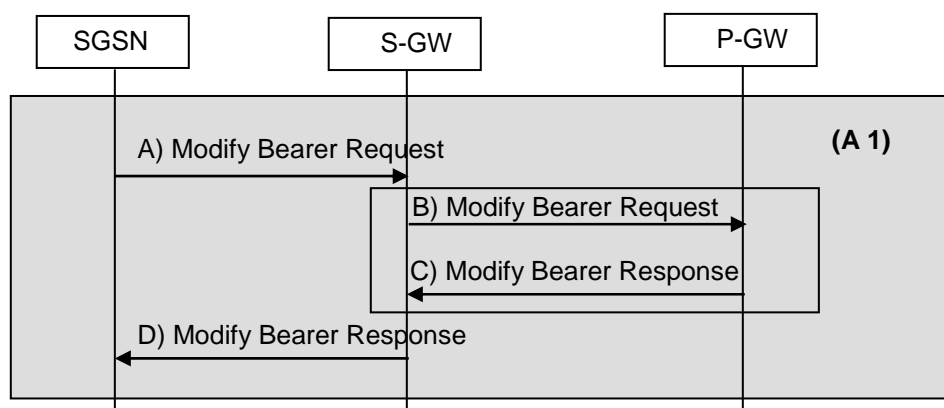 SGSN
S-GW
P-GW
(A 1)
A) Modify Bearer Request
B) Modify Bearer Request
C) Modify Bearer Response
D) Modify Bearer Response